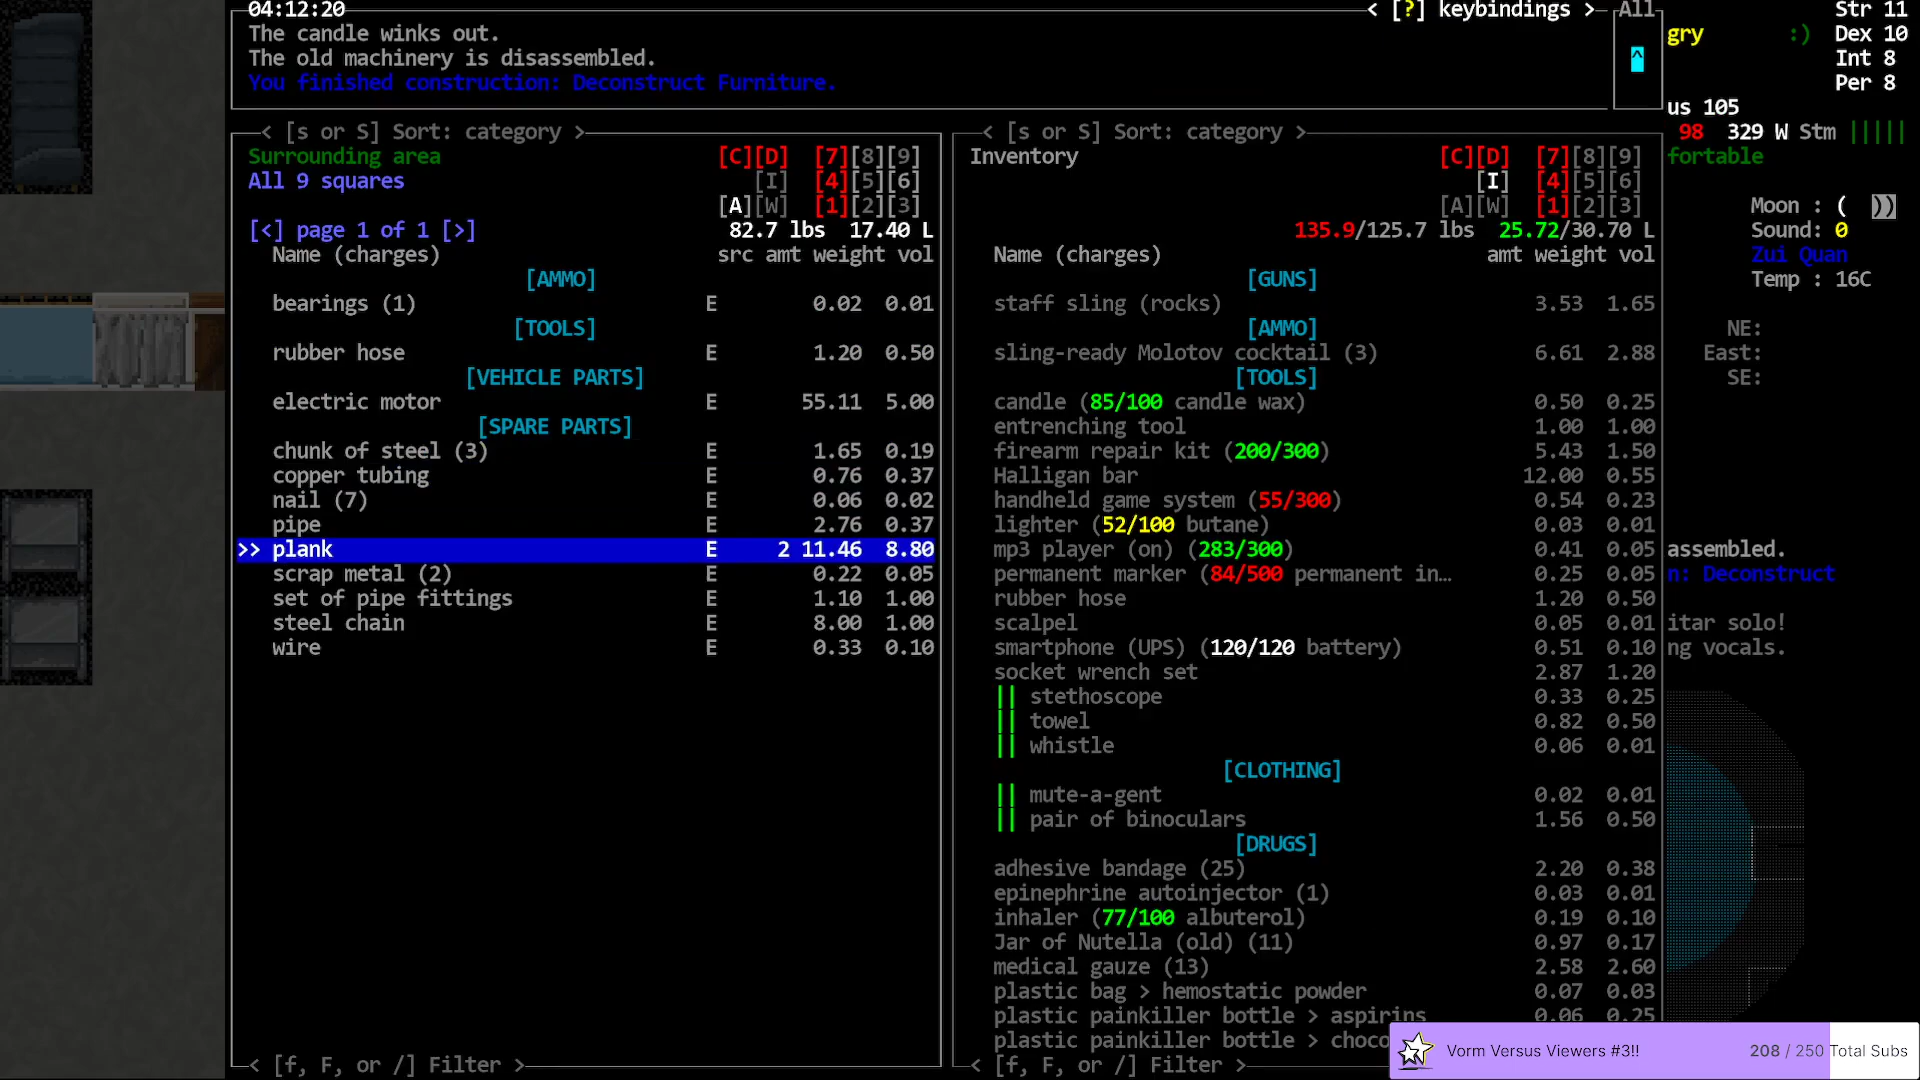 04:12:20
< [?] keybindings >
All
Str 11
The candle winks out.
gry :) Dex 10
The old machinery is disassembled.
^
Int 8
You finished construction: Deconstruct Furniture.
Per 8
us 105
98 329 W Stm |||||
fortable
Moon : ( ))
Sound: 0
Zui Quan
Temp : 16C
NE:
East:
SE:
assembled.
n: Deconstruct
itar solo!
ng vocals.
< [s or S] Sort: category >
Surrounding area [C][D] [7][8][9]
All 9 squares [I] [4][5][6]
[A][W] [1][2][3]
[<] page 1 of 1 [>] 82.7 lbs 17.40 L
Name (charges) src amt weight vol
[AMMO]
bearings (1) E 0.02 0.01
[TOOLS]
rubber hose E 1.20 0.50
[VEHICLE PARTS]
electric motor E 55.11 5.00
[SPARE PARTS]
chunk of steel (3) E 1.65 0.19
copper tubing E 0.76 0.37
nail (7) E 0.06 0.02
pipe E 2.76 0.37
>> plank E 2 11.46 8.80
scrap metal (2) E 0.22 0.05
set of pipe fittings E 1.10 1.00
steel chain E 8.00 1.00
wire E 0.33 0.10
< [f, F, or /] Filter >
< [s or S] Sort: category >
Inventory [C][D] [7][8][9]
[I] [4][5][6]
[A][W] [1][2][3]
135.9/125.7 lbs 25.72/30.70 L
Name (charges) amt weight vol
[GUNS]
staff sling (rocks) 3.53 1.65
[AMMO]
sling-ready Molotov cocktail (3) 6.61 2.88
[TOOLS]
candle (85/100 candle wax) 0.50 0.25
entrenching tool 1.00 1.00
firearm repair kit (200/300) 5.43 1.50
Halligan bar 12.00 0.55
handheld game system (55/300) 0.54 0.23
lighter (52/100 butane) 0.03 0.01
mp3 player (on) (283/300) 0.41 0.05
permanent marker (84/500 permanent in… 0.25 0.05
rubber hose 1.20 0.50
scalpel 0.05 0.01
smartphone (UPS) (120/120 battery) 0.51 0.10
socket wrench set 2.87 1.20
|| stethoscope 0.33 0.25
|| towel 0.82 0.50
|| whistle 0.06 0.01
[CLOTHING]
|| mute-a-gent 0.02 0.01
|| pair of binoculars 1.56 0.50
[DRUGS]
adhesive bandage (25) 2.20 0.38
epinephrine autoinjector (1) 0.03 0.01
inhaler (77/100 albuterol) 0.19 0.10
Jar of Nutella (old) (11) 0.97 0.17
medical gauze (13) 2.58 2.60
plastic bag > hemostatic powder 0.07 0.03
plastic painkiller bottle > aspirins 0.06 0.25
plastic painkiller bottle > choco
< [f, F, or /] Filter >
7 Vorm Versus Viewers #3!! 208 / 250 Total Subs